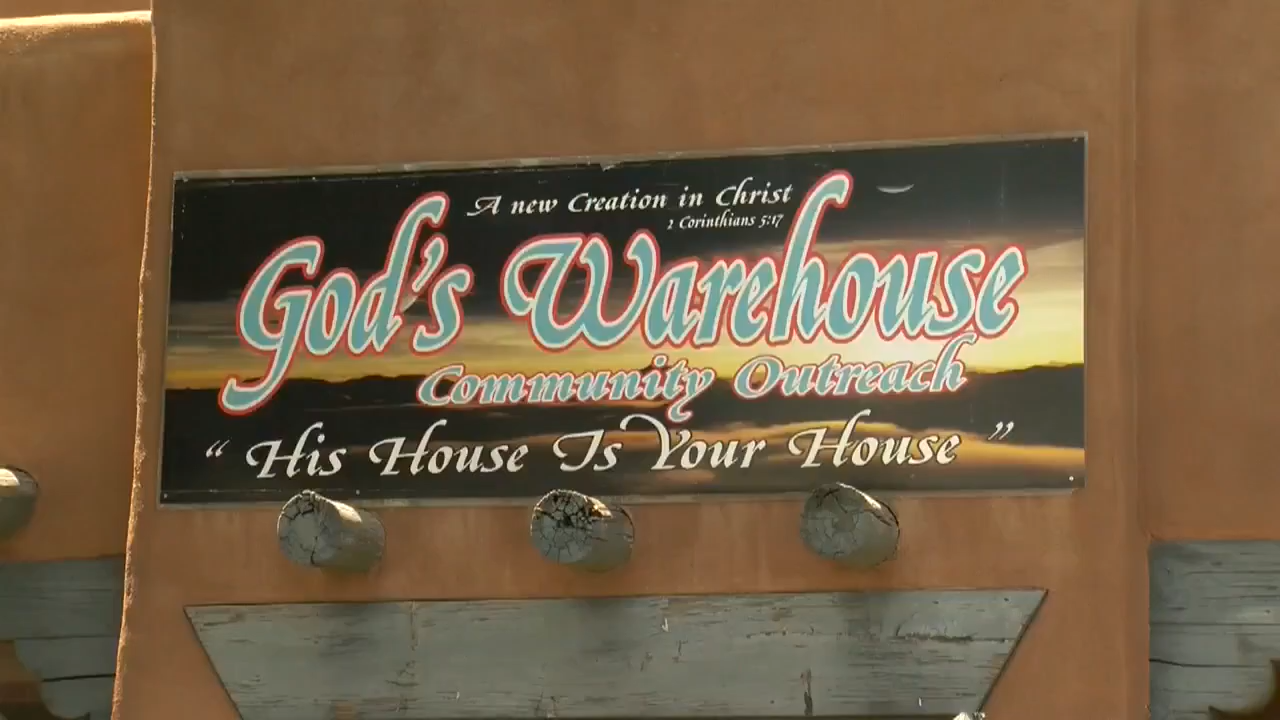 A new Creation in Christ
2 Corinthians 5:17
God's Warehouse
Community Outreach
“ His House Is Your House ”